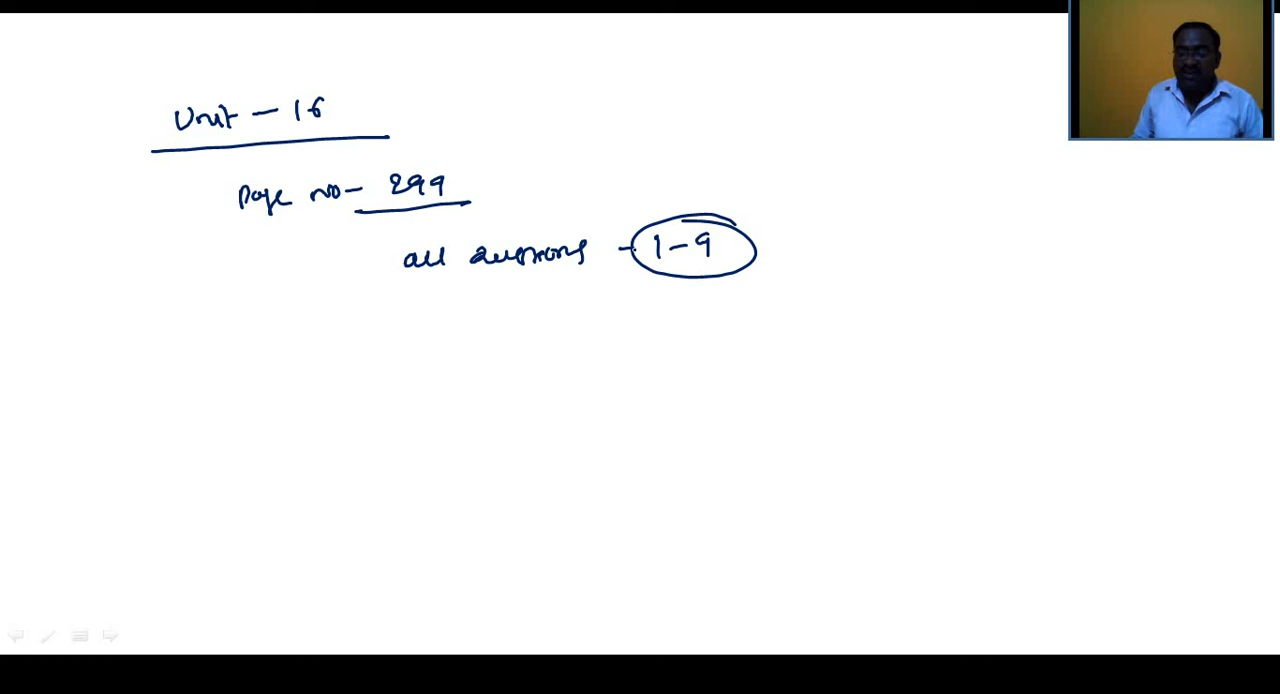 Unit - 16
Page no - 299
all questions - 1-9